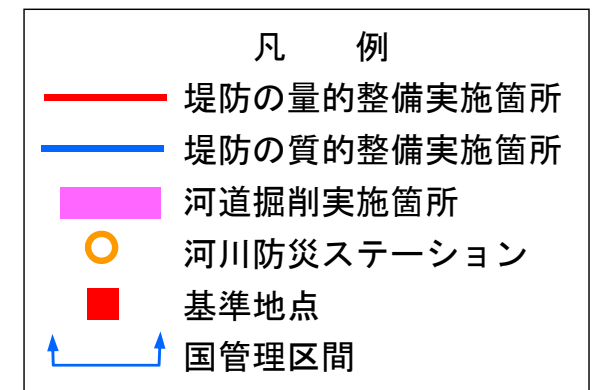 凡　例
堤防の量的整備実施箇所
堤防の質的整備実施箇所
河道掘削実施箇所
河川防災ステーション
基準地点
国管理区間